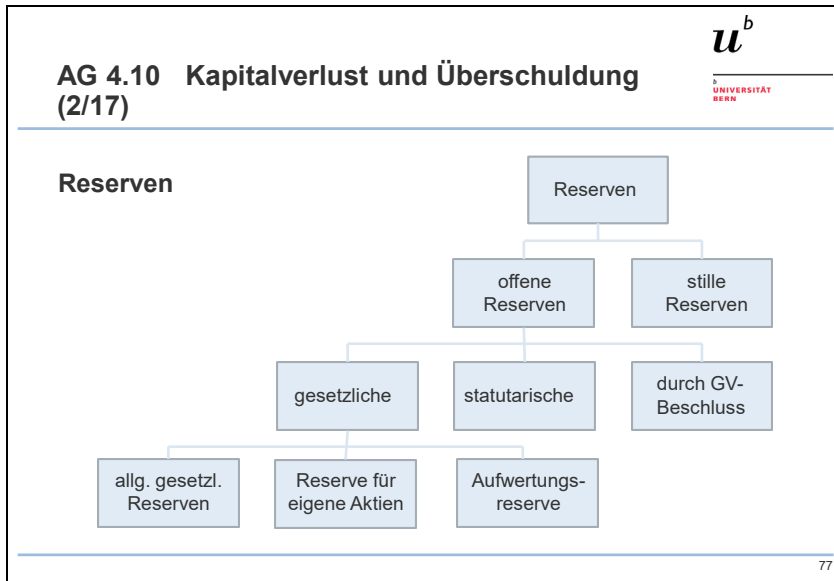 AG 4.10 Kapitalverlust und Überschuldung
(2/17)
u^b
b
UNIVERSITÄT
BERN
Reserven
Reserven
offene
Reserven
stille
Reserven
gesetzliche
statutarische
durch GV-
Beschluss
allg. gesetzl.
Reserven
Reserve für
eigene Aktien
Aufwertungs-
reserve
77